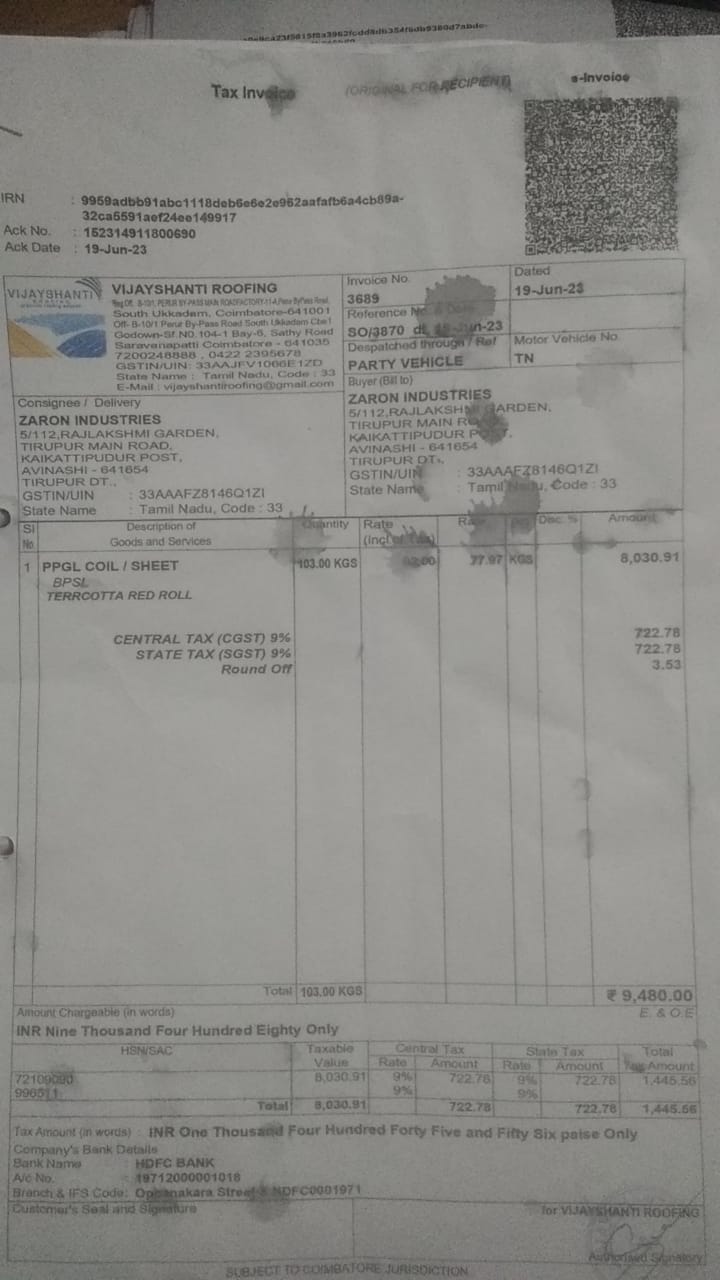 Tax Invoice
(ORIGINAL FOR RECIPIENT)
e-Invoice
IRN : 9959adbb91abc1118deb6e6e2e962aafafb6a4cb89a-
32ca5591aef24ee149917
Ack No. : 152314911800690
Ack Date : 19-Jun-23
VIJAYSHANTI
VIJAYSHANTI ROOFING
South Ukkadam, Coimbatore-641001
Off- 8-10/1 Perur By-Pass Road South Ukkadam Cbe1
Godown-Sf.NO.104-1 Bay-6, Sathy Road
Saravanapatti Coimbatore - 641035
7200248888 , 0422 2395678
GSTIN/UIN: 33AAJFV1066E1ZD
State Name : Tamil Nadu, Code : 33
E-Mail : vijayshantiroofing@gmail.com
Invoice No.
3689
Dated
19-Jun-23
Reference No. & Date
SO/3870 dt. -Jun-23
Despatched through / Ref
PARTY VEHICLE
Motor Vehicle No.
TN
Consignee / Delivery
ZARON INDUSTRIES
5/112,RAJLAKSHMI GARDEN,
TIRUPUR MAIN ROAD,
KAIKATTIPUDUR POST,
AVINASHI - 641654
TIRUPUR DT.,
GSTIN/UIN : 33AAAFZ8146Q1ZI
State Name : Tamil Nadu, Code : 33
Buyer (Bill to)
ZARON INDUSTRIES
5/112,RAJLAKSHMI GARDEN,
TIRUPUR MAIN ROAD,
KAIKATTIPUDUR POST,
AVINASHI - 641654
TIRUPUR DT.,
GSTIN/UIN : 33AAAFZ8146Q1ZI
State Name : Tamil Nadu, Code : 33
Sl No Description of Goods and Services Quantity Rate (Incl of Tax) Rate per Disc. % Amount
1 PPGL COIL / SHEET 103.00 KGS 92.00 77.97 KGS 8,030.91
BPSL
TERRCOTTA RED ROLL
CENTRAL TAX (CGST) 9% 722.78
STATE TAX (SGST) 9% 722.78
Round Off 3.53
Total 103.00 KGS ₹ 9,480.00
Amount Chargeable (in words) E. & O.E
INR Nine Thousand Four Hundred Eighty Only
HSN/SAC Taxable Value Central Tax Rate Amount State Tax Rate Amount Total Tax Amount
72109090 8,030.91 9% 722.78 9% 722.78 1,445.56
996511 9% 9%
Total 8,030.91 722.78 722.78 1,445.56
Tax Amount (in words) : INR One Thousand Four Hundred Forty Five and Fifty Six paise Only
Company's Bank Details
Bank Name : HDFC BANK
A/c No. : 19712000001018
Branch & IFS Code: Oppanakara Street & HDFC0001971
Customer's Seal and Signature
for VIJAYSHANTI ROOFING
Authorised Signatory
SUBJECT TO COIMBATORE JURISDICTION